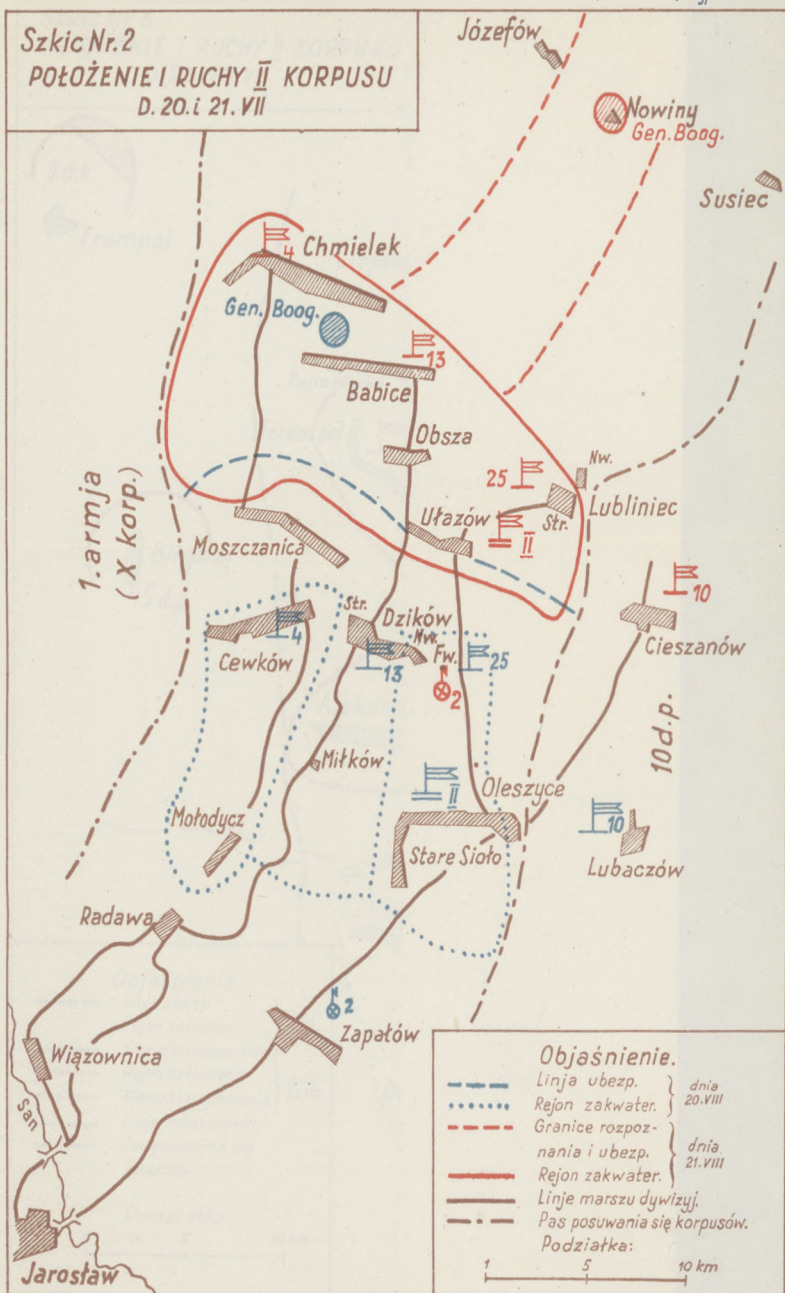 Szkic Nr. 2
POŁOŻENIE I RUCHY II KORPUSU
D. 20. i 21. VII
Józefów
Nowiny
Gen. Boog.
Susiec
4
Chmielek
Gen. Boog.
13
Babice
Obsza
Nw.
25
Lubliniec
Str.
Ułazów
II
1. armja
(X korp.)
Moszczanica
10
Cieszanów
Str.
Dzików
Nw.
Fw.
4
13
25
Cewków
2
10 d.p.
Miłków
II
Oleszyce
Mołodycz
10
Stare Sioło
Lubaczów
Radawa
2
Zapałów
Wiązownica
San
Jarosław
Objaśnienie.
Linja ubezp.
Rejon zakwater.
dnia
20.VIII
Granice rozpoz-
nania i ubezp.
Rejon zakwater.
dnia
21.VIII
Linje marszu dywizyj.
Pas posuwania się korpusów.
Podziałka:
1 5 10 km